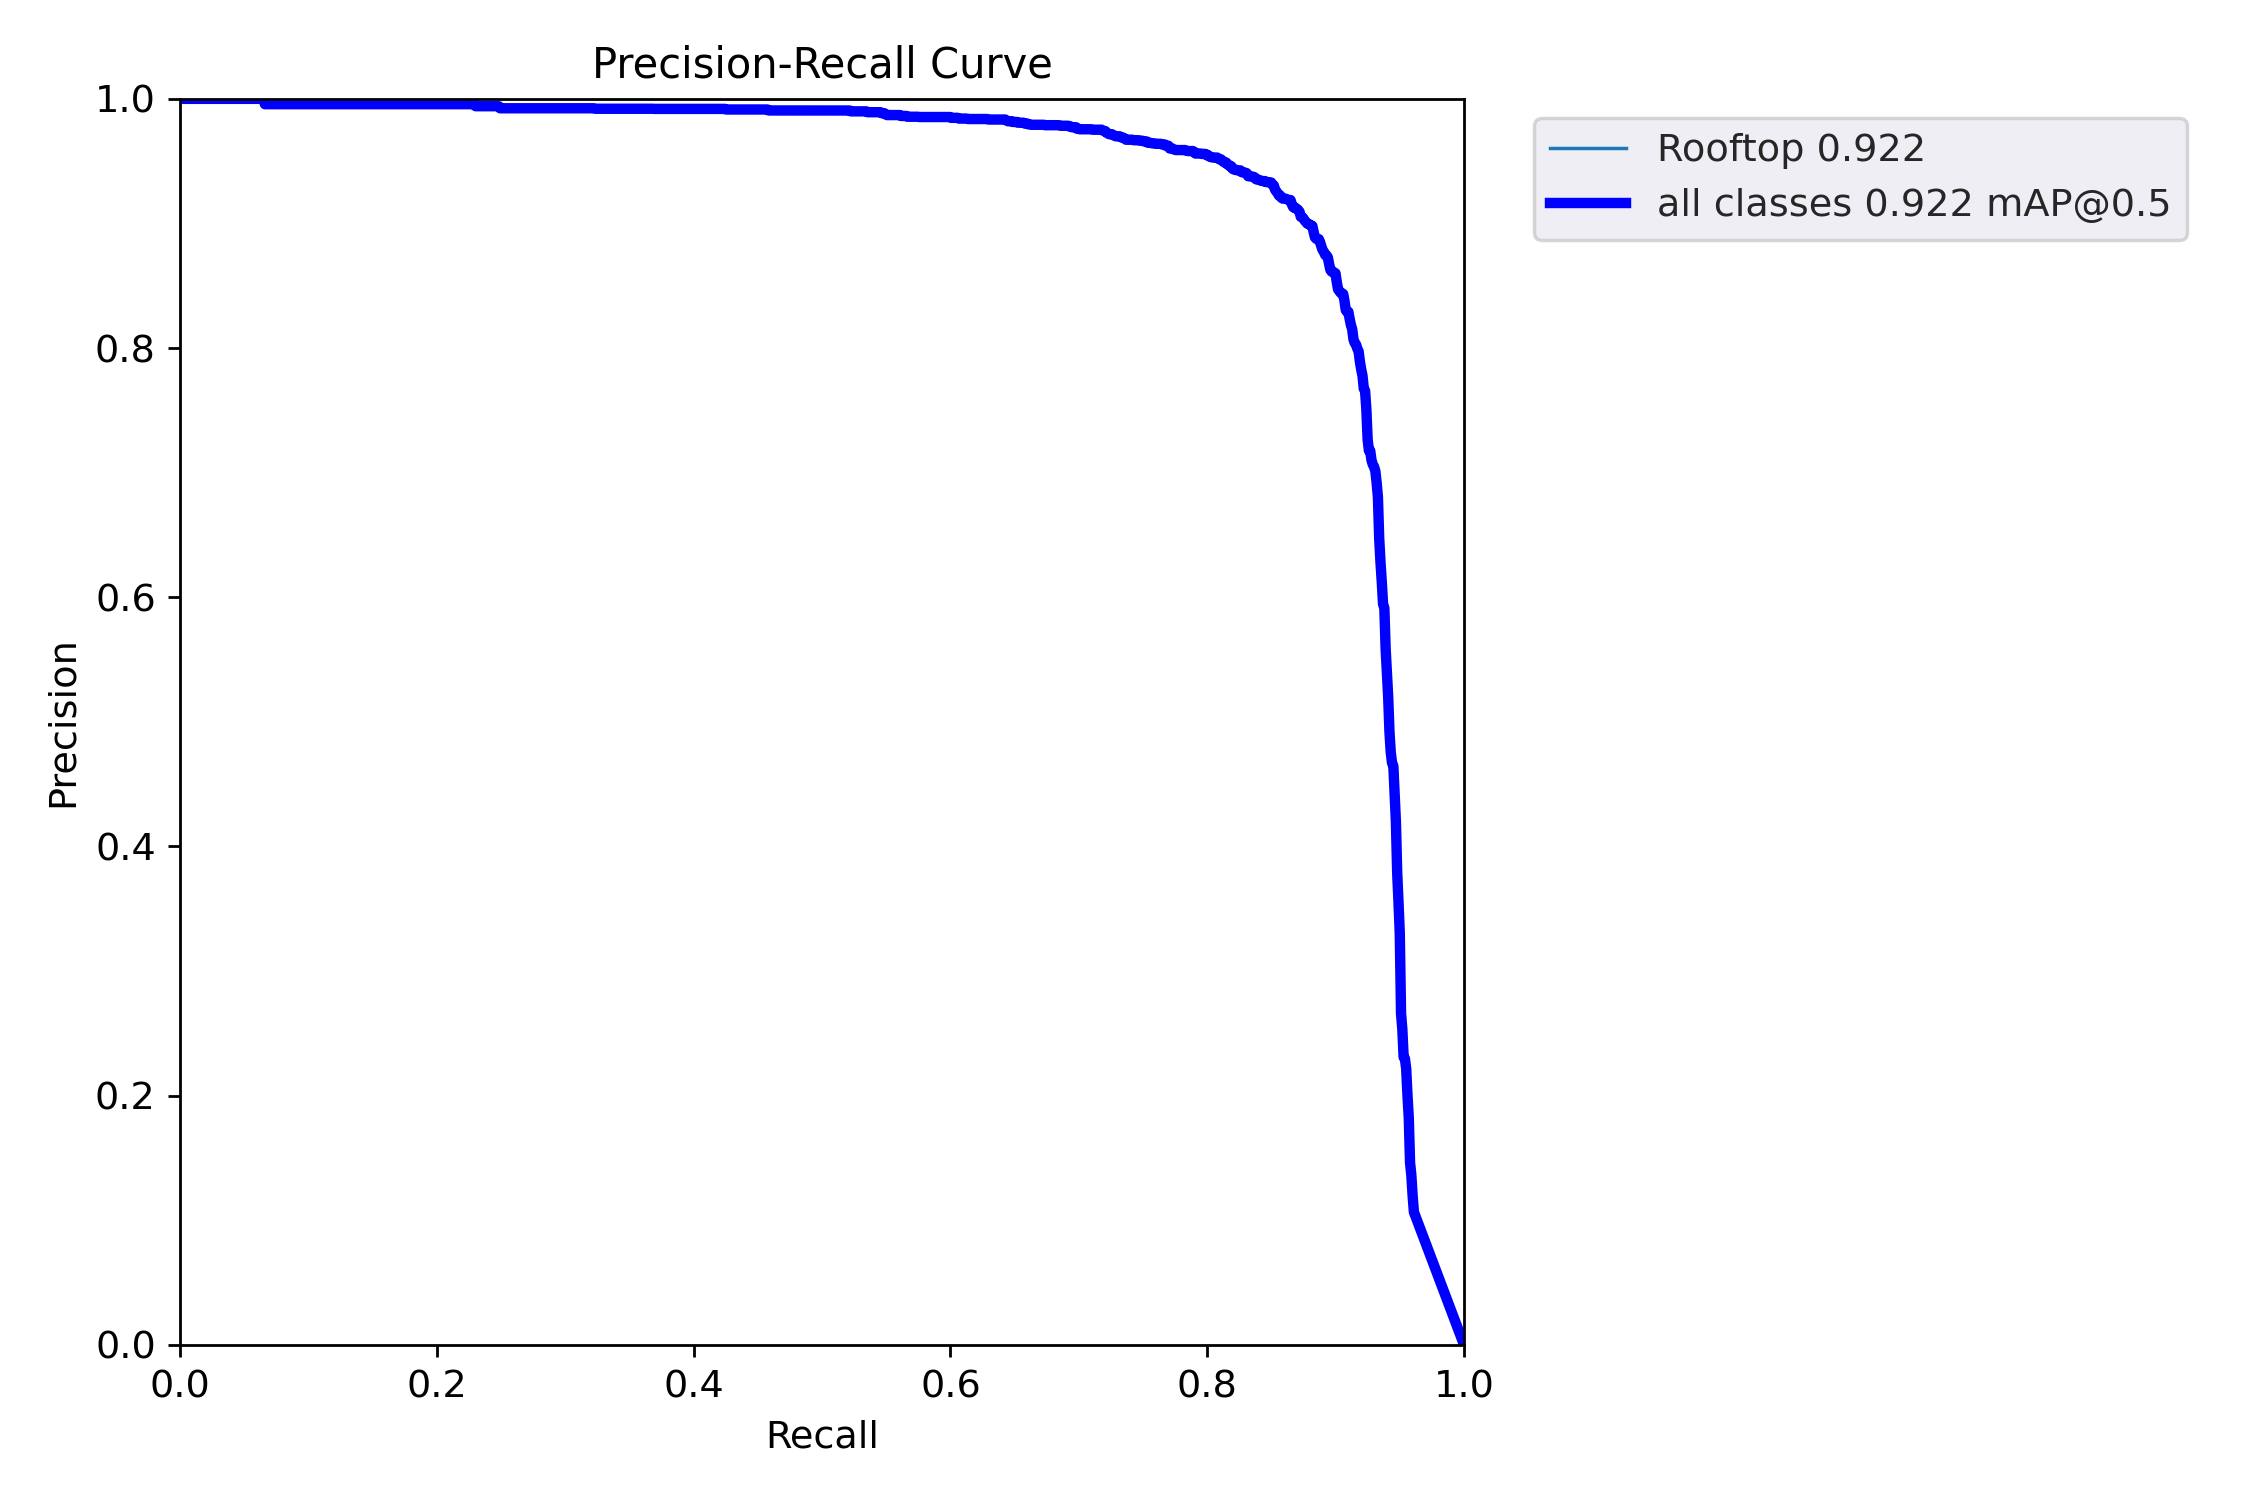 Precision-Recall Curve
1.0
0.8
0.6
0.4
0.2
0.0
Precision
0.0 0.2 0.4 0.6 0.8 1.0
Recall
Rooftop 0.922
all classes 0.922 mAP@0.5